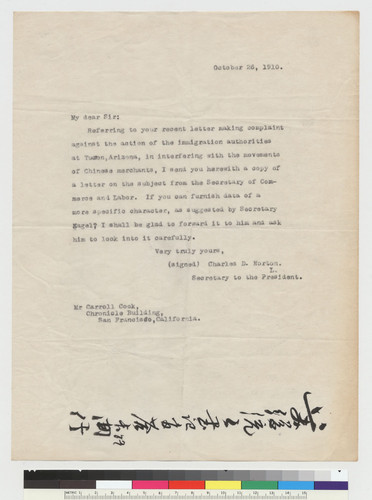 October 28, 1910.
My dear Sir:
Referring to your recent letter making complaint
against the action of the immigration authorities
at Tucson,Arizona, in interfering with the movements
of Chinese merchants, I send you herewith a copy of
a letter on the subject from the Secretary of Com-
merce and Labor. If you can furnish data of a
more specific character, as suggested by Secretary
Nagel, I shall be glad to forward it to him and ask
him to look into it carefully.
Very truly yours,
(signed) Charles D. Norton.
L.
Secretary to the President.
Mr Carroll Cook,
Chronicle Building,
San Francisco,California.